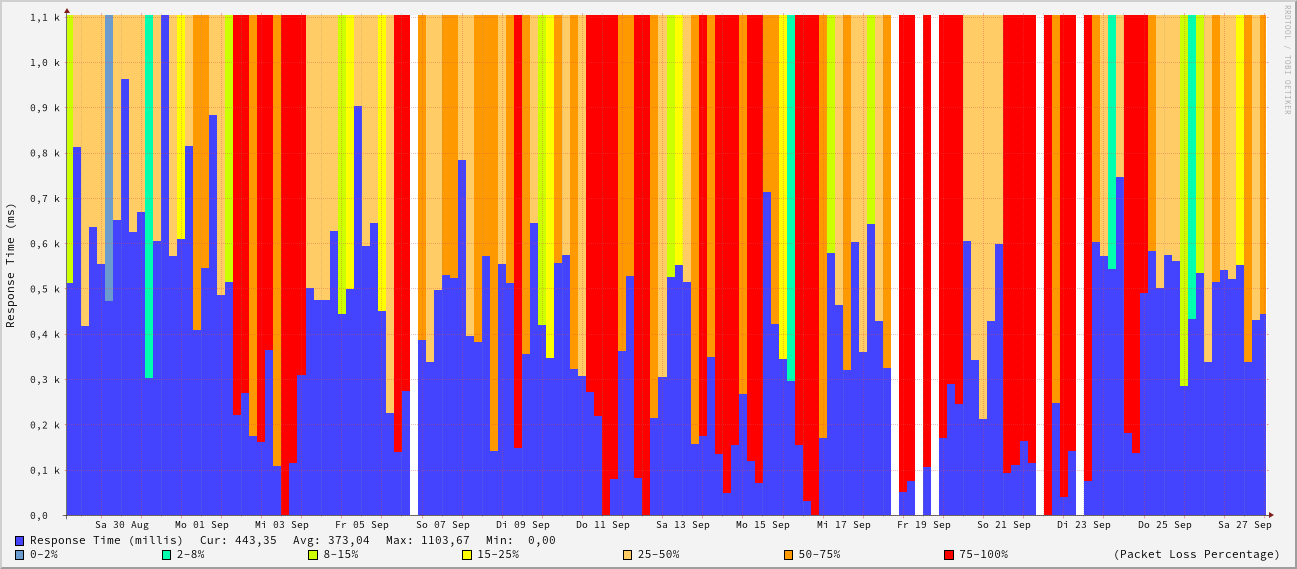 RRDTOOL / TOBI OETIKER
Response Time (ms)
1,1 k
1,0 k
0,9 k
0,8 k
0,7 k
0,6 k
0,5 k
0,4 k
0,3 k
0,2 k
0,1 k
0,0
Sa 30 Aug Mo 01 Sep Mi 03 Sep Fr 05 Sep So 07 Sep Di 09 Sep Do 11 Sep Sa 13 Sep Mo 15 Sep Mi 17 Sep Fr 19 Sep So 21 Sep Di 23 Sep Do 25 Sep Sa 27 Sep
Response Time (millis) Cur: 443,35 Avg: 373,04 Max: 1103,67 Min: 0,00
0-2% 2-8% 8-15% 15-25% 25-50% 50-75% 75-100% (Packet Loss Percentage)